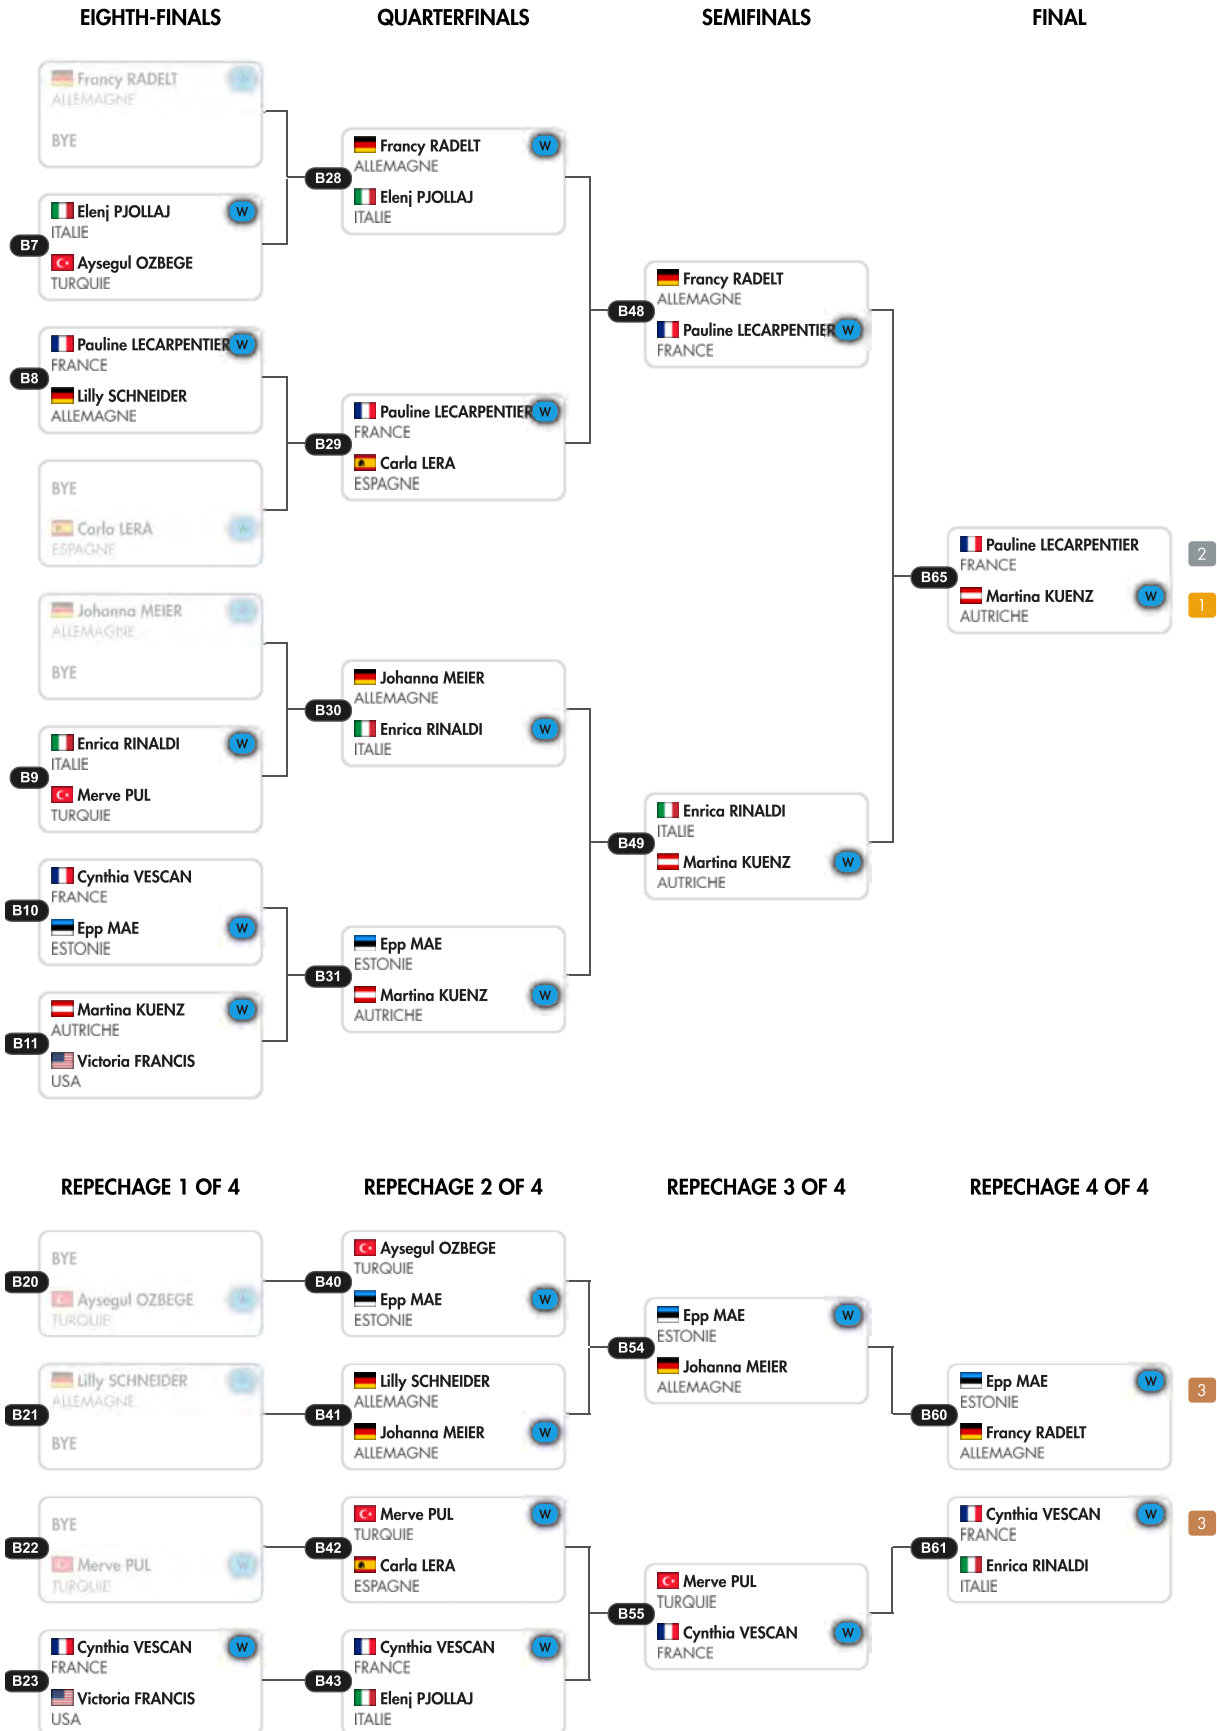 EIGHTH-FINALS
QUARTERFINALS
SEMIFINALS
FINAL
Francy RADELT W
ALLEMAGNE
BYE
B7
Elenj PJOLLAJ W
ITALIE
Aysegul OZBEGE
TURQUIE
B8
Pauline LECARPENTIER W
FRANCE
Lilly SCHNEIDER
ALLEMAGNE
BYE
Carla LERA W
ESPAGNE
Johanna MEIER W
ALLEMAGNE
BYE
B9
Enrica RINALDI W
ITALIE
Merve PUL
TURQUIE
B10
Cynthia VESCAN
FRANCE
Epp MAE W
ESTONIE
B11
Martina KUENZ W
AUTRICHE
Victoria FRANCIS
USA
B28
Francy RADELT W
ALLEMAGNE
Elenj PJOLLAJ
ITALIE
B29
Pauline LECARPENTIER W
FRANCE
Carla LERA
ESPAGNE
B30
Johanna MEIER
ALLEMAGNE
Enrica RINALDI W
ITALIE
B31
Epp MAE
ESTONIE
Martina KUENZ W
AUTRICHE
B48
Francy RADELT
ALLEMAGNE
Pauline LECARPENTIER W
FRANCE
B49
Enrica RINALDI
ITALIE
Martina KUENZ W
AUTRICHE
B65
Pauline LECARPENTIER 2
FRANCE
Martina KUENZ W 1
AUTRICHE
REPECHAGE 1 OF 4
REPECHAGE 2 OF 4
REPECHAGE 3 OF 4
REPECHAGE 4 OF 4
B20
BYE
Aysegul OZBEGE W
TURQUIE
B21
Lilly SCHNEIDER W
ALLEMAGNE
BYE
B22
BYE
Merve PUL W
TURQUIE
B23
Cynthia VESCAN W
FRANCE
Victoria FRANCIS
USA
B40
Aysegul OZBEGE
TURQUIE
Epp MAE W
ESTONIE
B41
Lilly SCHNEIDER
ALLEMAGNE
Johanna MEIER W
ALLEMAGNE
B42
Merve PUL W
TURQUIE
Carla LERA
ESPAGNE
B43
Cynthia VESCAN W
FRANCE
Elenj PJOLLAJ
ITALIE
B54
Epp MAE W
ESTONIE
Johanna MEIER
ALLEMAGNE
B55
Merve PUL
TURQUIE
Cynthia VESCAN W
FRANCE
B60
Epp MAE W 3
ESTONIE
Francy RADELT
ALLEMAGNE
B61
Cynthia VESCAN W 3
FRANCE
Enrica RINALDI
ITALIE